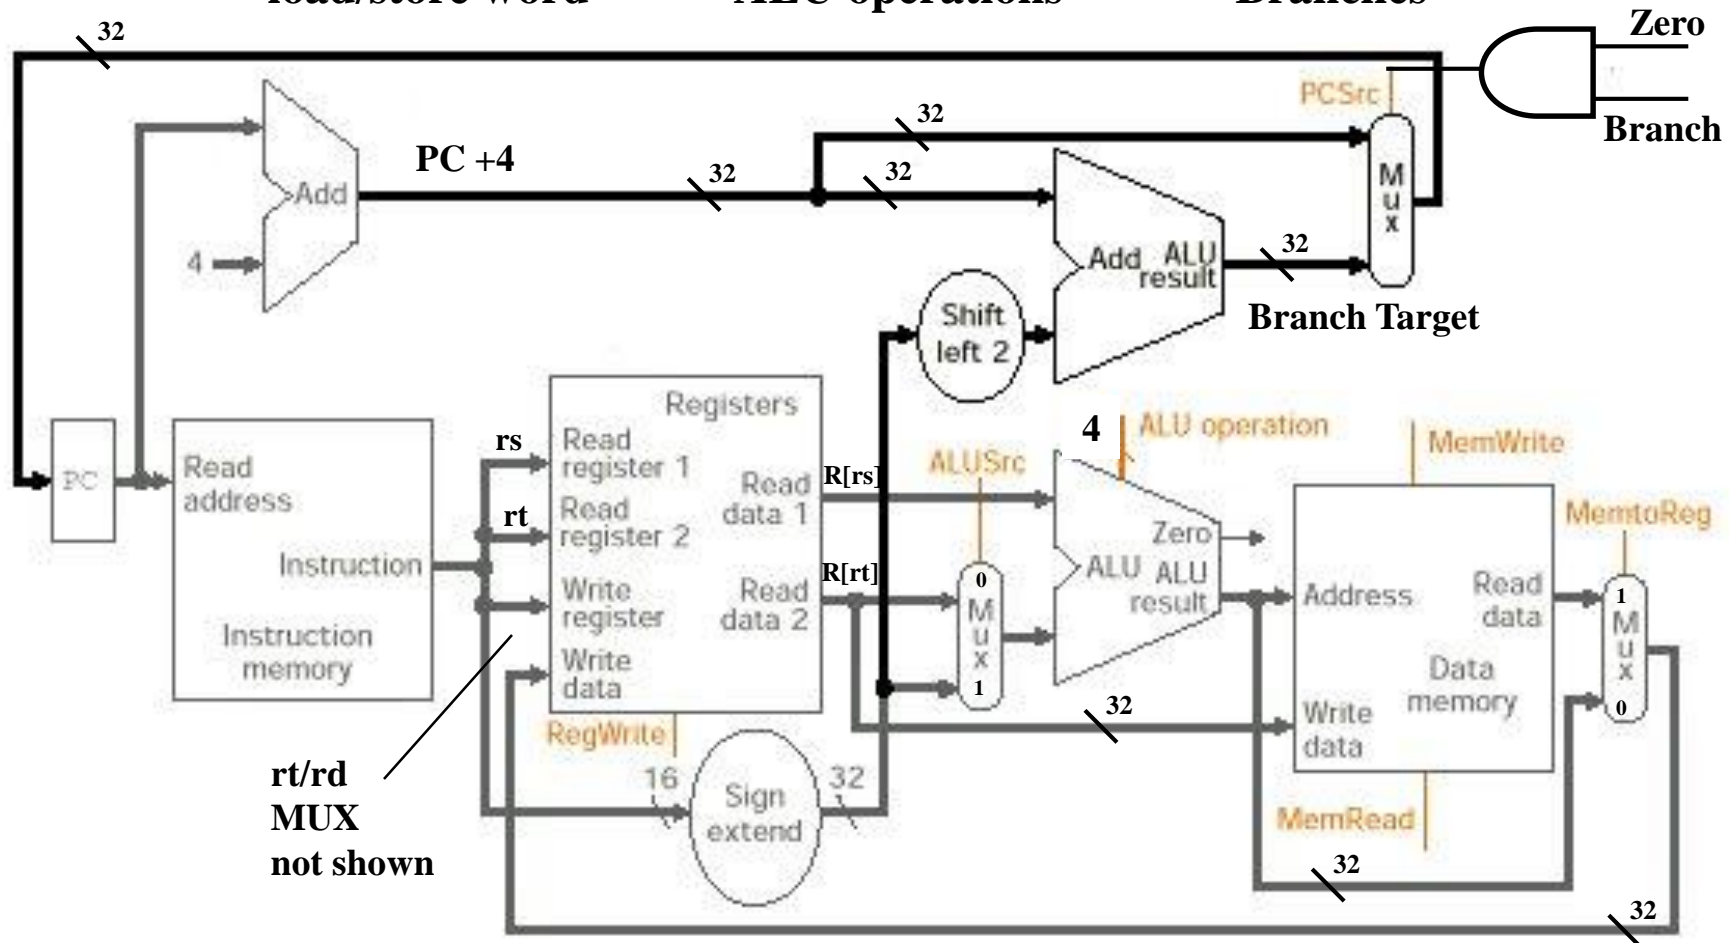 load/store word ALU operations Branches
Zero
32
PCSrc
Branch
32
PC +4
32
32
M
u
x
Add
32
4
Add ALU
result
Shift
left 2
Branch Target
Registers
4
ALU operation
MemWrite
rs
Read
register 1
ALUSrc
PC
Read
address
Read
data 1
R[rs]
MemtoReg
rt
Read
register 2
Zero
Instruction
R[rt]
0
M
u
x
1
ALU ALU
result
Address
Read
data
1
M
u
x
0
Write
register
Read
data 2
Instruction
memory
Write
data
Data
memory
32
Write
data
RegWrite
16
32
Sign
extend
rt/rd
MUX
not shown
MemRead
32
32